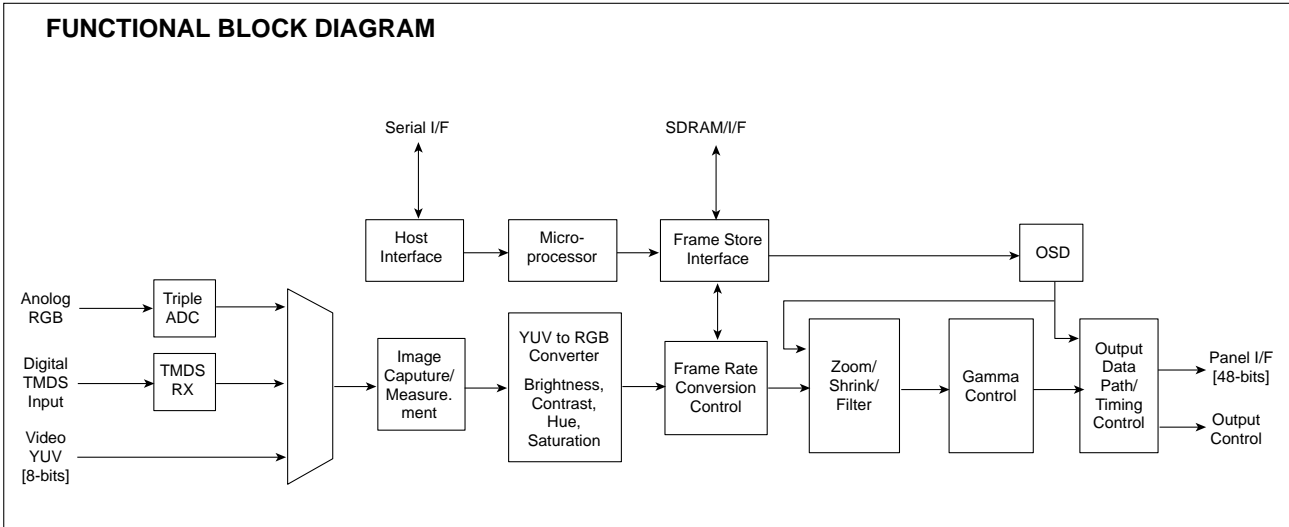 FUNCTIONAL BLOCK DIAGRAM
Serial I/F
SDRAM/I/F
Host
Interface
Micro-
processor
Frame Store
Interface
OSD
Anolog
RGB
Triple
ADC
Digital
TMDS
Input
TMDS
RX
Video
YUV
[8-bits]
Image
Caputure/
Measure.
ment
YUV to RGB
Converter
Brightness,
Contrast,
Hue,
Saturation
Frame Rate
Conversion
Control
Zoom/
Shrink/
Filter
Gamma
Control
Output
Data
Path/
Timing
Control
Panel I/F
[48-bits]
Output
Control